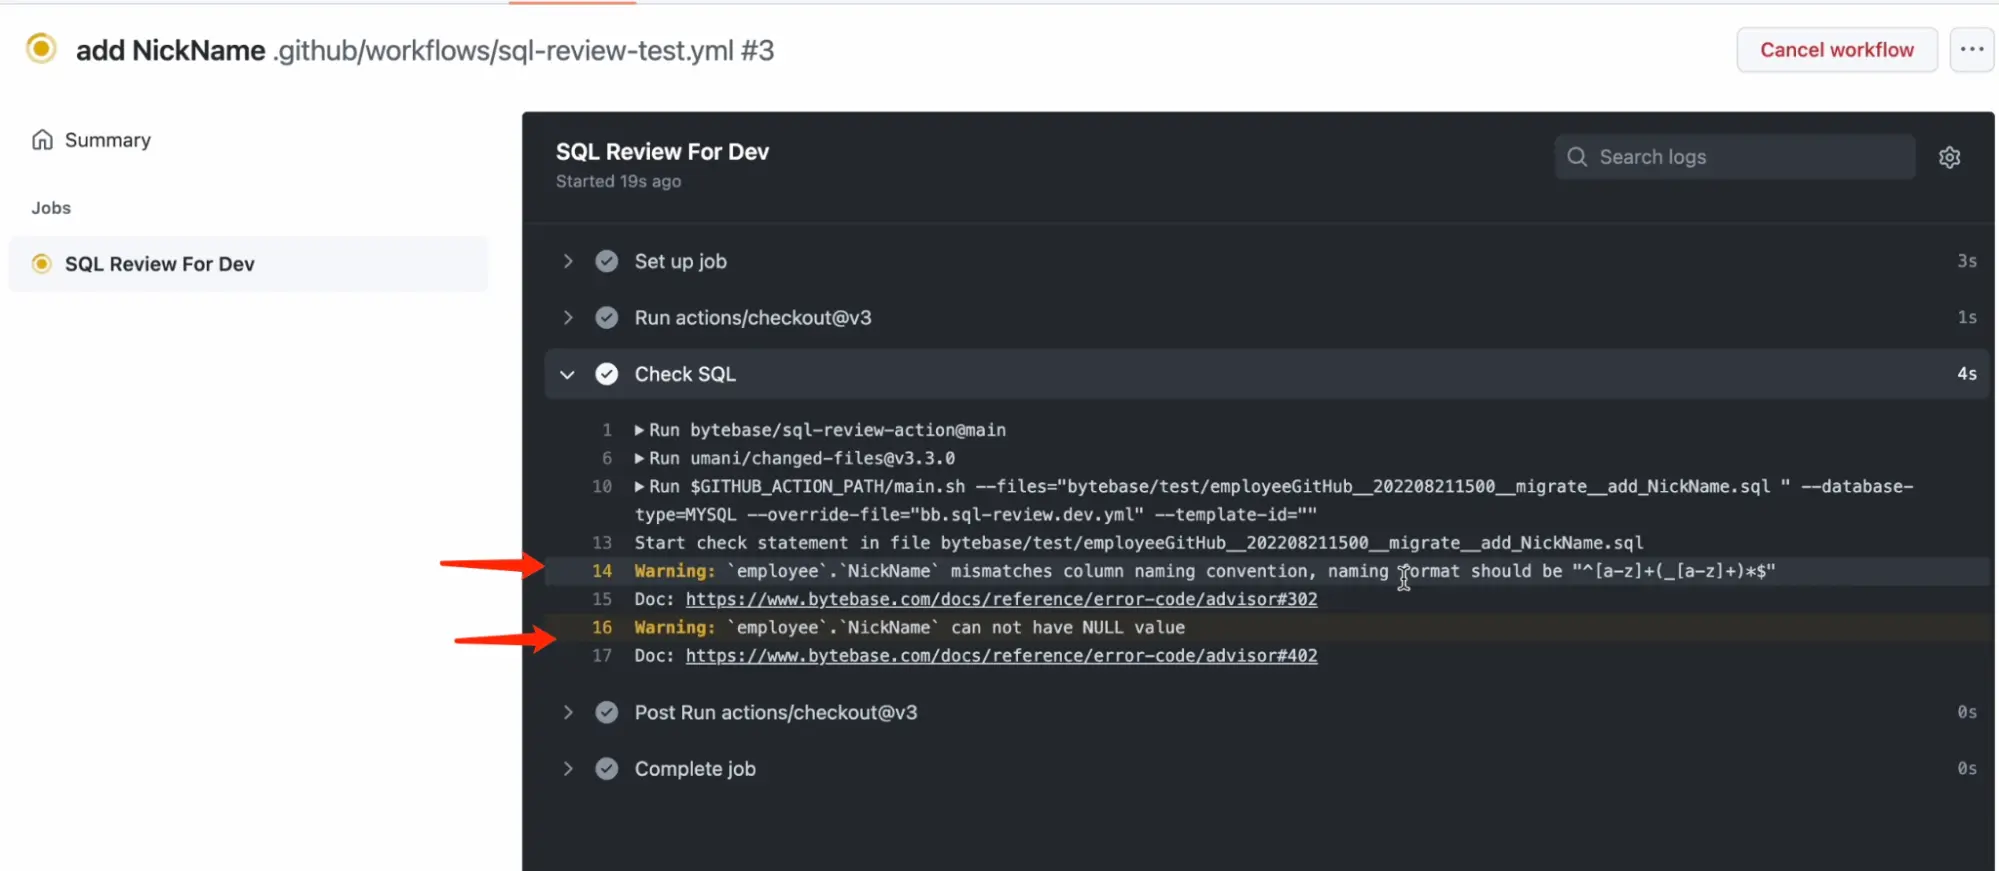 add NickName .github/workflows/sql-review-test.yml #3
Cancel workflow
Summary
Jobs
SQL Review For Dev
SQL Review For Dev
Started 19s ago
Search logs
Set up job 3s
Run actions/checkout@v3 1s
Check SQL 4s
1 Run bytebase/sql-review-action@main
6 Run umani/changed-files@v3.3.0
10 Run $GITHUB_ACTION_PATH/main.sh --files="bytebase/test/employeeGitHub__202208211500__migrate__add_NickName.sql " --database-
type=MYSQL --override-file="bb.sql-review.dev.yml" --template-id=""
13 Start check statement in file bytebase/test/employeeGitHub__202208211500__migrate__add_NickName.sql
14 Warning: `employee`.`NickName` mismatches column naming convention, naming format should be "^[a-z]+(_[a-z]+)*$"
15 Doc: https://www.bytebase.com/docs/reference/error-code/advisor#302
16 Warning: `employee`.`NickName` can not have NULL value
17 Doc: https://www.bytebase.com/docs/reference/error-code/advisor#402
Post Run actions/checkout@v3 0s
Complete job 0s